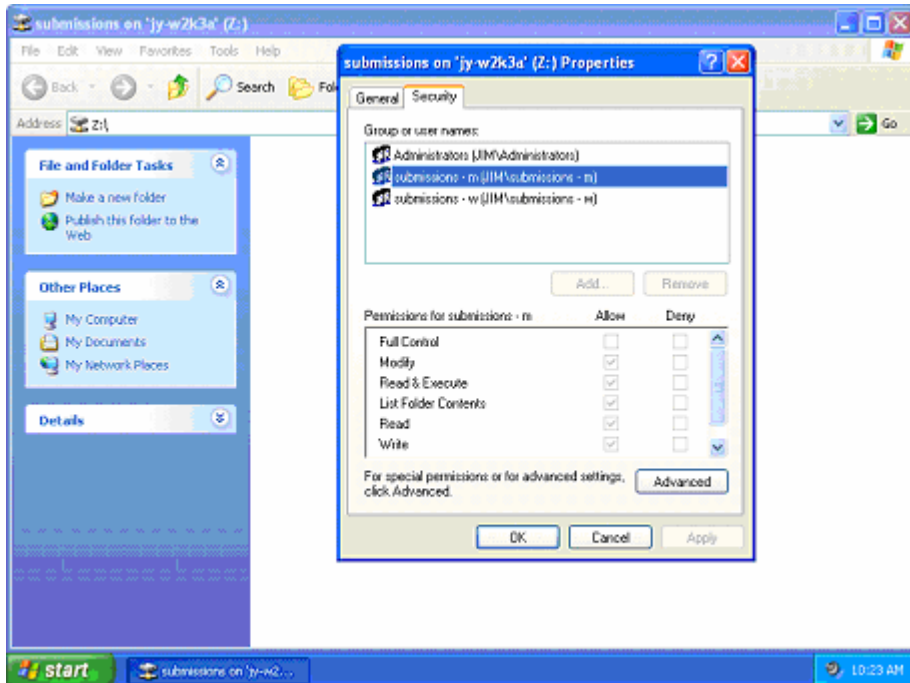 submissions on 'jy-w2k3a' (Z:)
File Edit View Favorites Tools Help
Back Search Fol
Address Z:\ Go
File and Folder Tasks
Make a new folder
Publish this folder to the
Web
Other Places
My Computer
My Documents
My Network Places
Details
submissions on 'jy-w2k3a' (Z:) Properties
General Security
Group or user names:
Administrators (JIM\Administrators)
submissions - m (JIM\submissions - m)
submissions - w (JIM\submissions - w)
Add... Remove
Permissions for submissions - m Allow Deny
Full Control
Modify
Read & Execute
List Folder Contents
Read
Write
For special permissions or for advanced settings,
click Advanced.
Advanced
OK Cancel Apply
start submissions on 'jy-w2... 10:23 AM